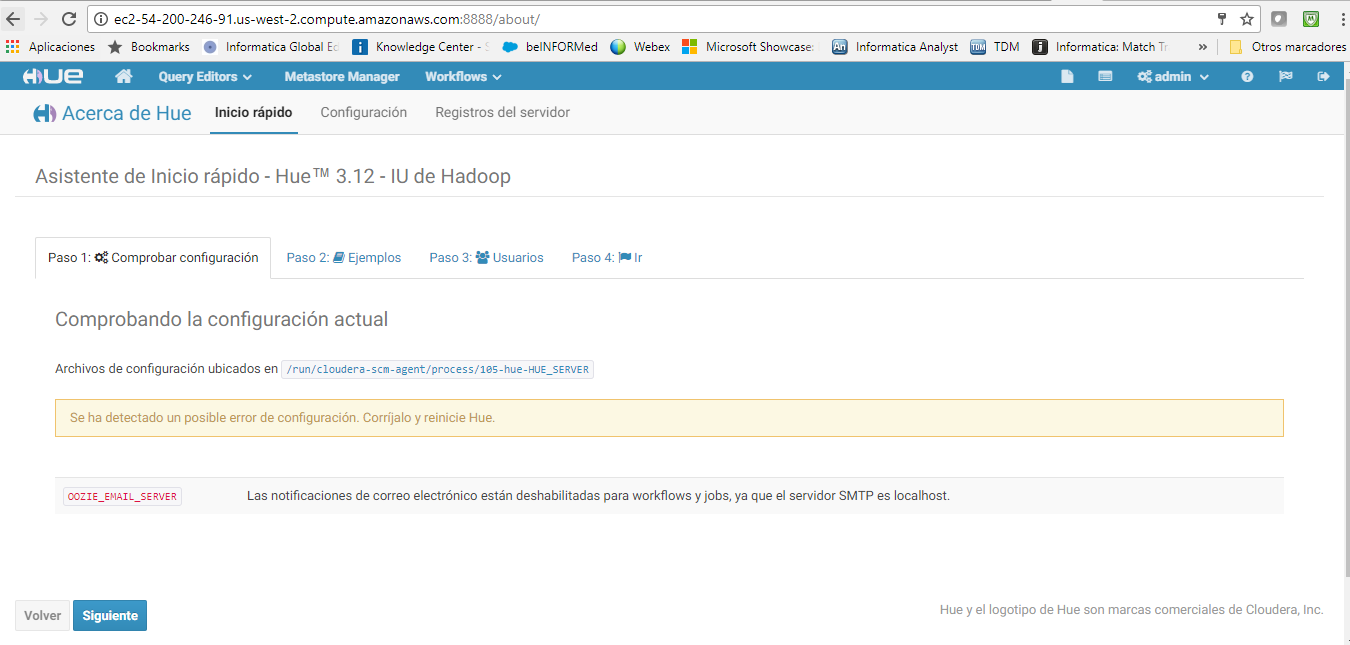 ec2-54-200-246-91.us-west-2.compute.amazonaws.com:8888/about/
Aplicaciones Bookmarks Informatica Global Ed Knowledge Center - S beINFORMed Webex Microsoft Showcase: An Informatica Analyst TDM TDM Informatica: Match Tr » Otros marcadores
HUE Query Editors Metastore Manager Workflows admin
Acerca de Hue Inicio rápido Configuración Registros del servidor
Asistente de Inicio rápido - Hue™ 3.12 - IU de Hadoop
Paso 1: Comprobar configuración Paso 2: Ejemplos Paso 3: Usuarios Paso 4: Ir
Comprobando la configuración actual
Archivos de configuración ubicados en /run/cloudera-scm-agent/process/105-hue-HUE_SERVER
Se ha detectado un posible error de configuración. Corríjalo y reinicie Hue.
OOZIE_EMAIL_SERVER Las notificaciones de correo electrónico están deshabilitadas para workflows y jobs, ya que el servidor SMTP es localhost.
Hue y el logotipo de Hue son marcas comerciales de Cloudera, Inc.
Volver Siguiente